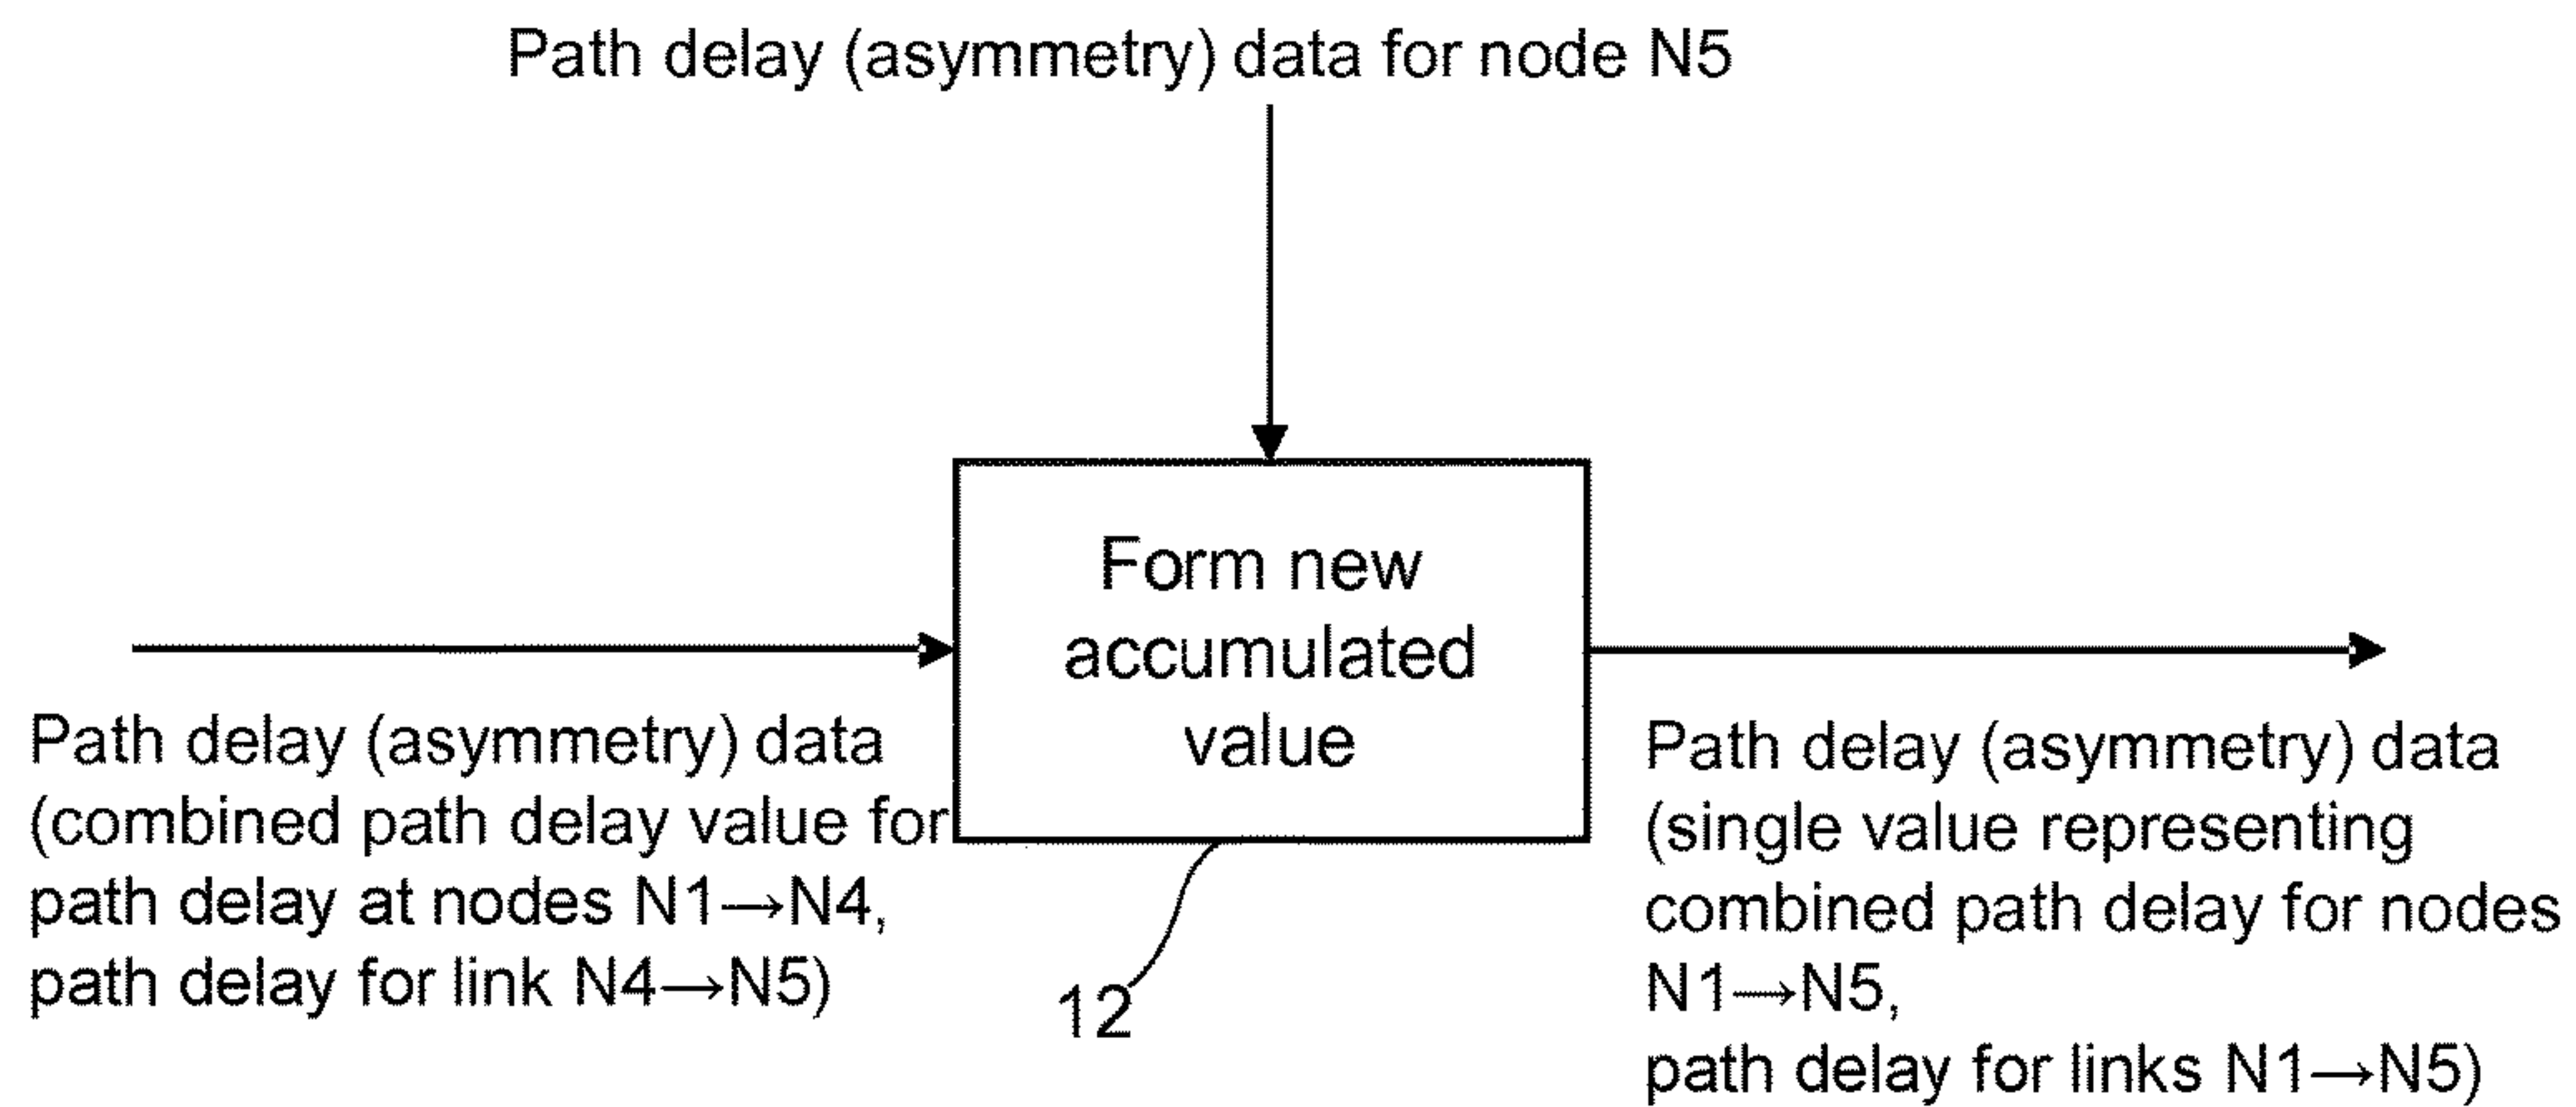 Path delay (asymmetry) data for node N5
Form new
accumulated
value
Path delay (asymmetry) data
(combined path delay value for
path delay at nodes N1→N4,
path delay for link N4→N5)
Path delay (asymmetry) data
(single value representing
combined path delay for nodes
N1→N5,
path delay for links N1→N5)
12